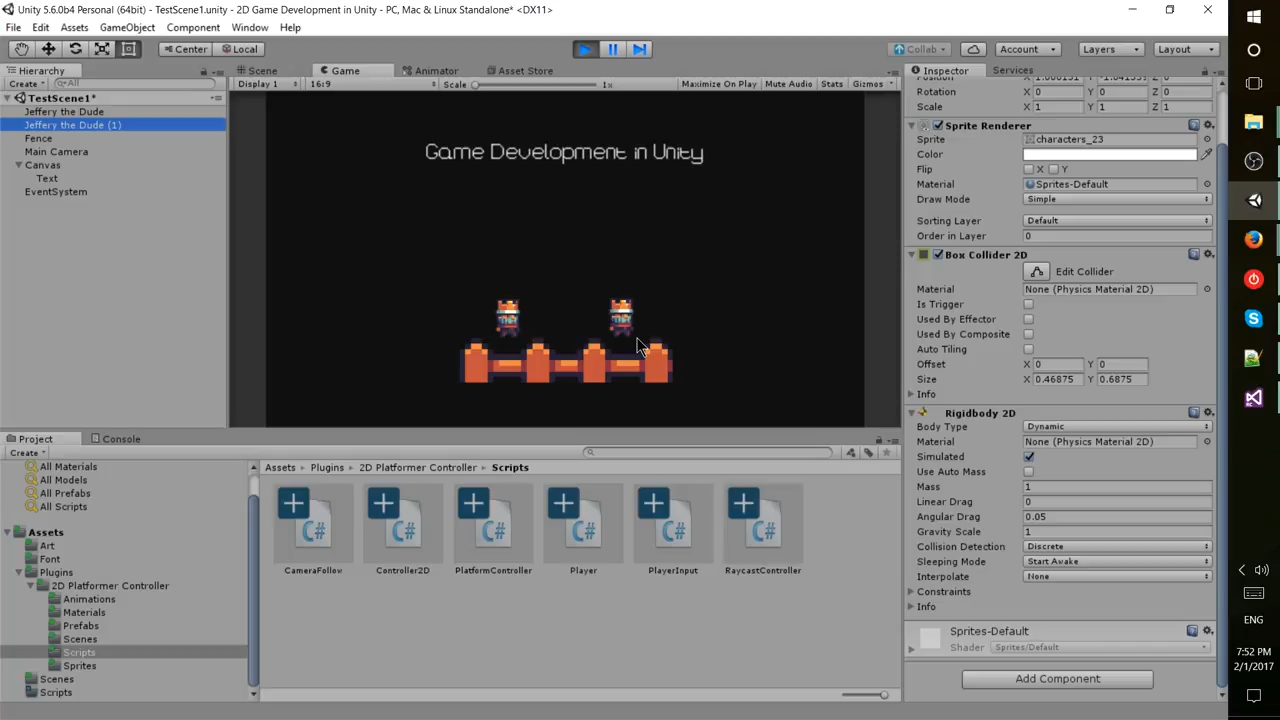 Unity 5.6.0b4 Personal (64bit) - TestScene1.unity - 2D Game Development in Unity - PC, Mac & Linux Standalone* <DX11>
File Edit Assets GameObject Component Window Help
Center Local Collab Account Layers Layout
Hierarchy Scene Game Animator Asset Store Inspector Services
Create All Display 1 16:9 Scale 1x Maximize On Play Mute Audio Stats Gizmos
TestScene1*
Jeffery the Dude
Jeffery the Dude (1)
Fence
Main Camera
Canvas
Text
EventSystem
Game Development in Unity
Rotation X 0 Y 0 Z 0
Scale X 1 Y 1 Z 1
Sprite Renderer
Sprite characters_23
Color
Flip X Y
Material Sprites-Default
Draw Mode Simple
Sorting Layer Default
Order in Layer 0
Box Collider 2D
Edit Collider
Material None (Physics Material 2D)
Is Trigger
Used By Effector
Used By Composite
Auto Tiling
Offset X 0 Y 0
Size X 0.46875 Y 0.6875
Info
Rigidbody 2D
Body Type Dynamic
Material None (Physics Material 2D)
Simulated
Use Auto Mass
Mass 1
Linear Drag 0
Angular Drag 0.05
Gravity Scale 1
Collision Detection Discrete
Sleeping Mode Start Awake
Interpolate None
Constraints
Info
Sprites-Default
Shader Sprites/Default
Add Component
Project Console
Create
All Materials
All Models
All Prefabs
All Scripts
Assets
Art
Font
Plugins
2D Platformer Controller
Animations
Materials
Prefabs
Scenes
Scripts
Sprites
Scenes
Scripts
Assets Plugins 2D Platformer Controller Scripts
C# C# C# C# C# C#
CameraFollow Controller2D PlatformController Player PlayerInput RaycastController
ENG
7:52 PM
2/1/2017